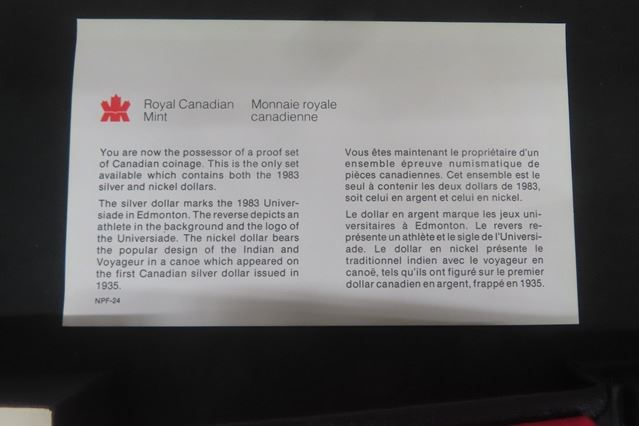 Royal Canadian
Mint
Monnaie royale
canadienne
You are now the possessor of a proof set
of Canadian coinage. This is the only set
available which contains both the 1983
silver and nickel dollars.
The silver dollar marks the 1983 Univer-
siade in Edmonton. The reverse depicts an
athlete in the background and the logo of
the Universiade. The nickel dollar bears
the popular design of the Indian and
Voyageur in a canoe which appeared on
the first Canadian silver dollar issued in
1935.
NPF-24
Vous êtes maintenant le propriétaire d'un
ensemble épreuve numismatique de
pièces canadiennes. Cet ensemble est le
seul à contenir les deux dollars de 1983,
soit celui en argent et celui en nickel.
Le dollar en argent marque les jeux uni-
versitaires à Edmonton. Le revers re-
présente un athlète et le sigle de l'Universi-
ade. Le dollar en nickel présente le
traditionnel indien avec le voyageur en
canoë, tels qu'ils ont figuré sur le premier
dollar canadien en argent, frappé en 1935.